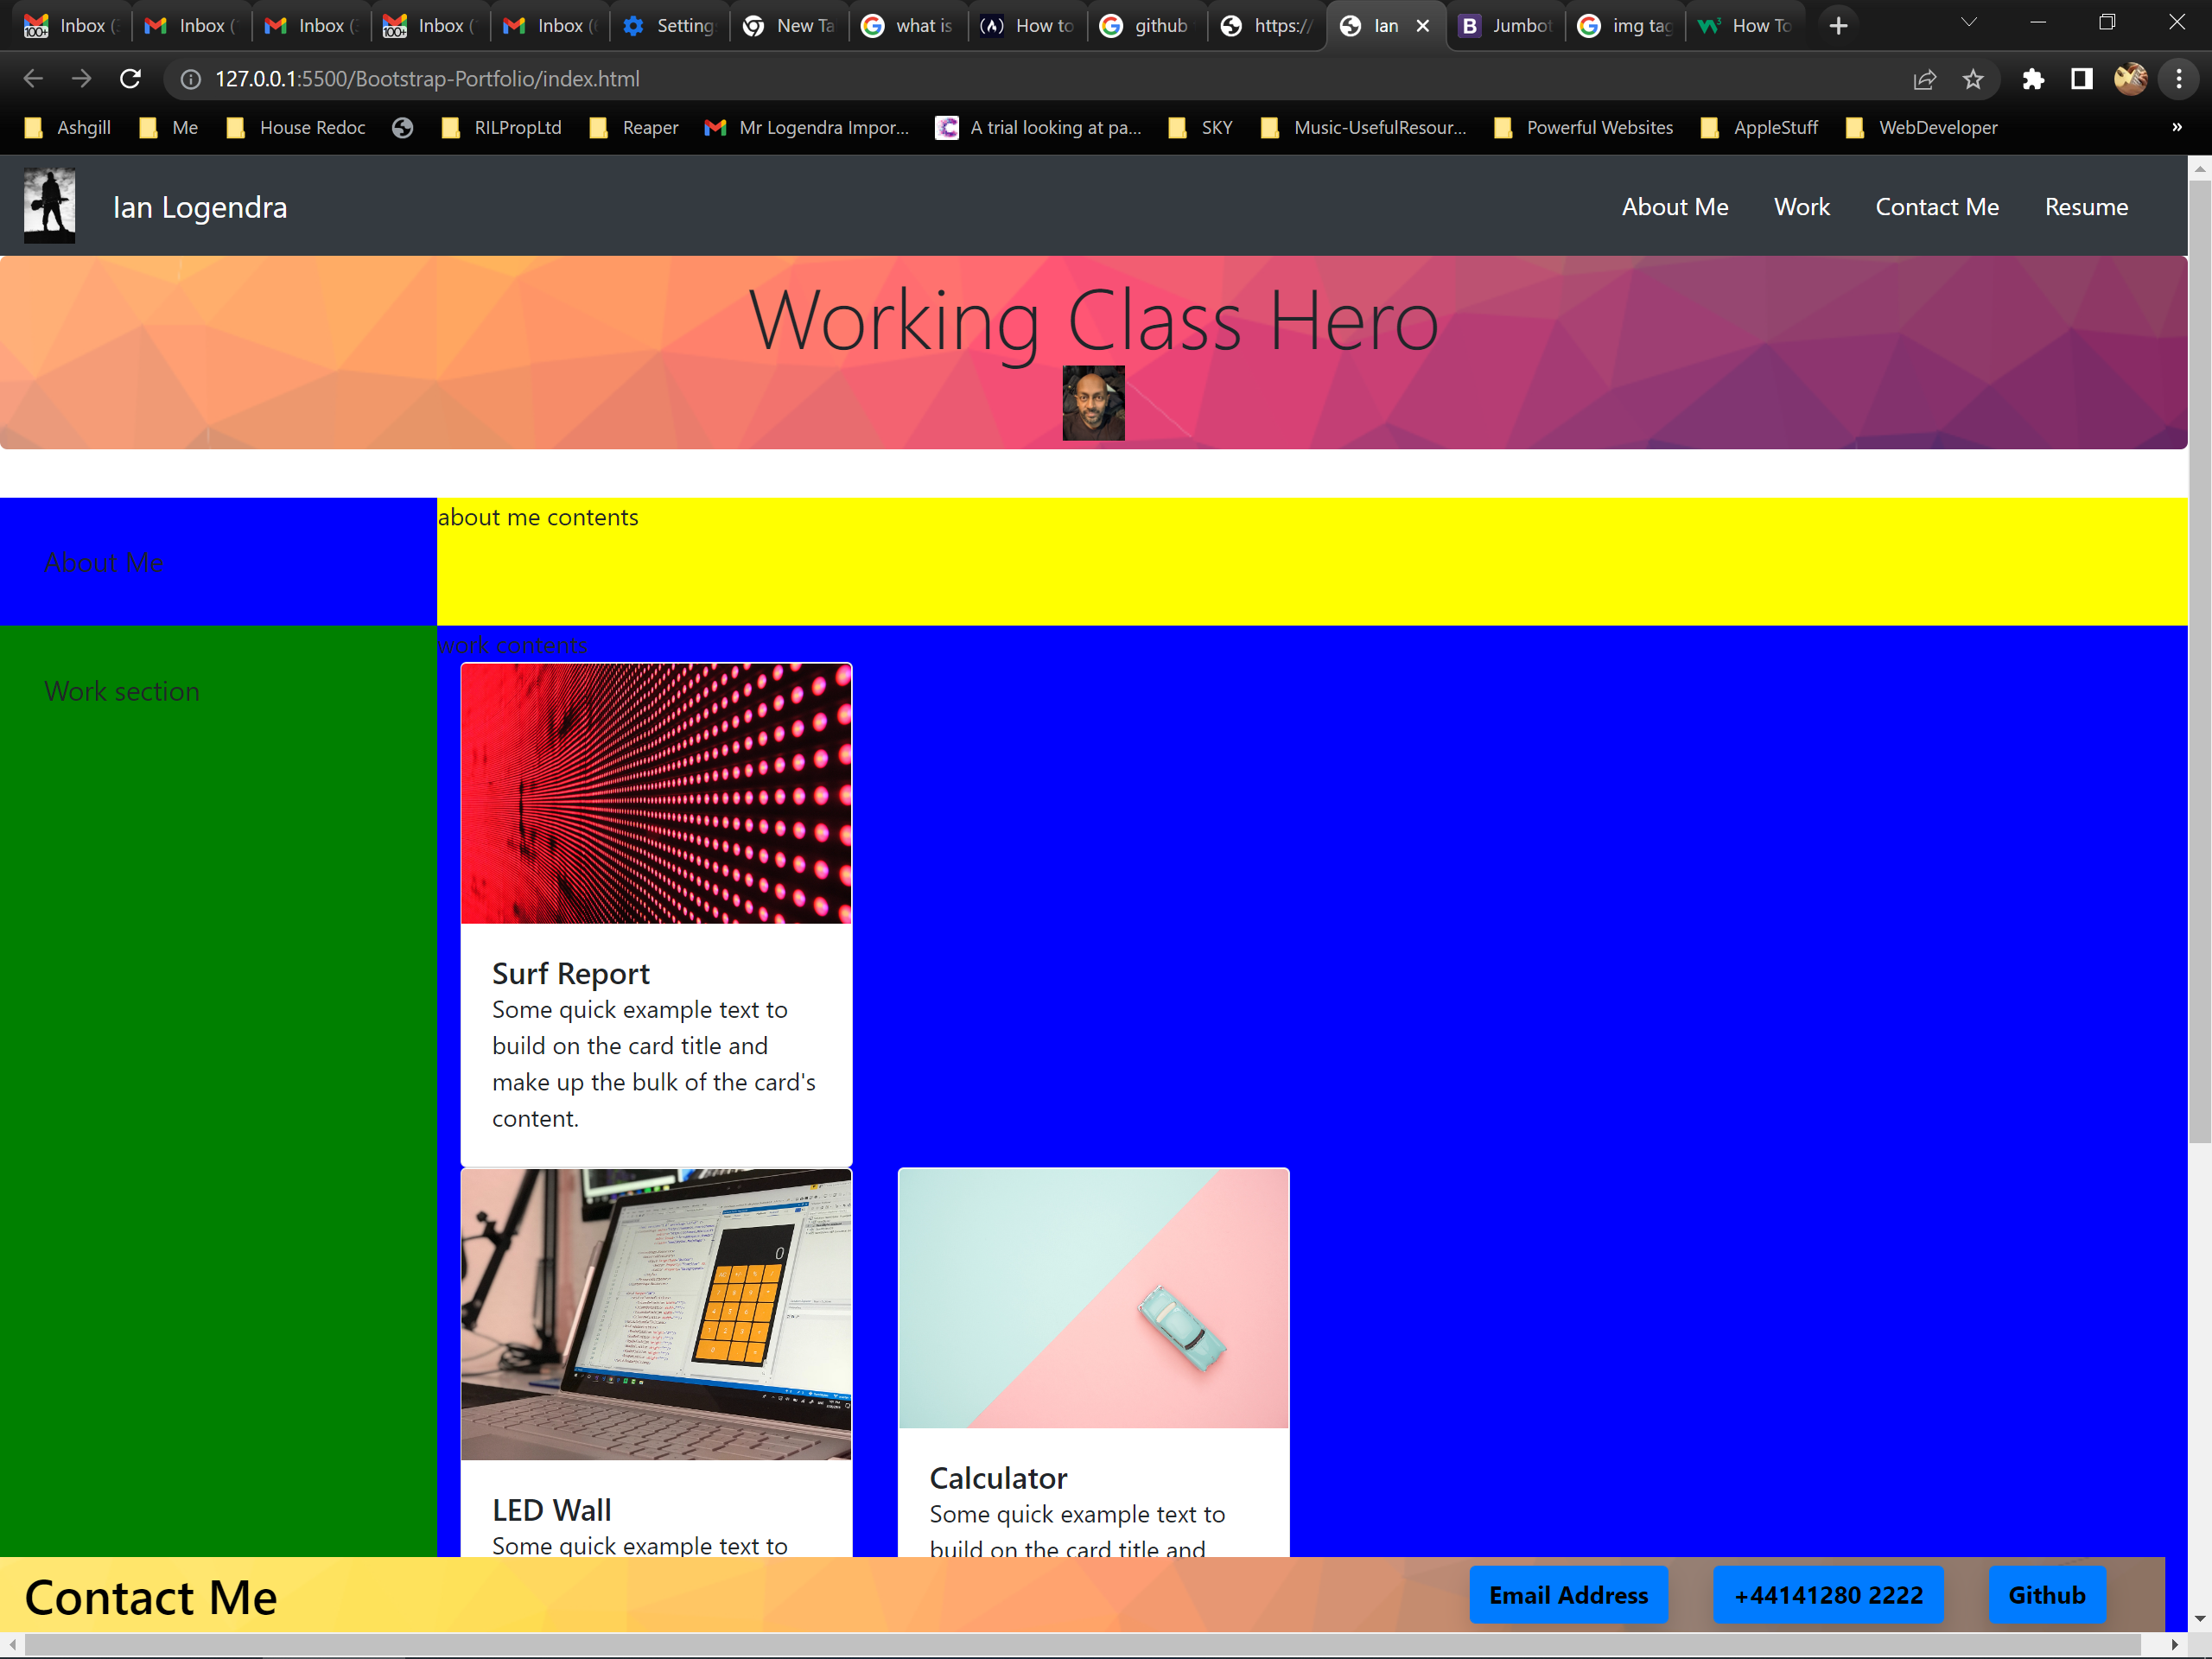 Inbox (
Inbox (
Inbox (
Inbox (
Inbox (
Setting
New Ta
what is
How to
github
https://
Ian
Jumbot
img tag
How To
127.0.0.1:5500/Bootstrap-Portfolio/index.html
Ashgill
Me
House Redoc
RILPropLtd
Reaper
Mr Logendra Impor...
A trial looking at pa...
SKY
Music-UsefulResour...
Powerful Websites
AppleStuff
WebDeveloper
»
Ian Logendra
About Me
Work
Contact Me
Resume
Working Class Hero
about me contents
About Me
work contents
Work section
Surf Report
Some quick example text to
build on the card title and
make up the bulk of the card's
content.
LED Wall
Some quick example text to
Calculator
Some quick example text to
build on the card title and
Contact Me
Email Address
+44141280 2222
Github